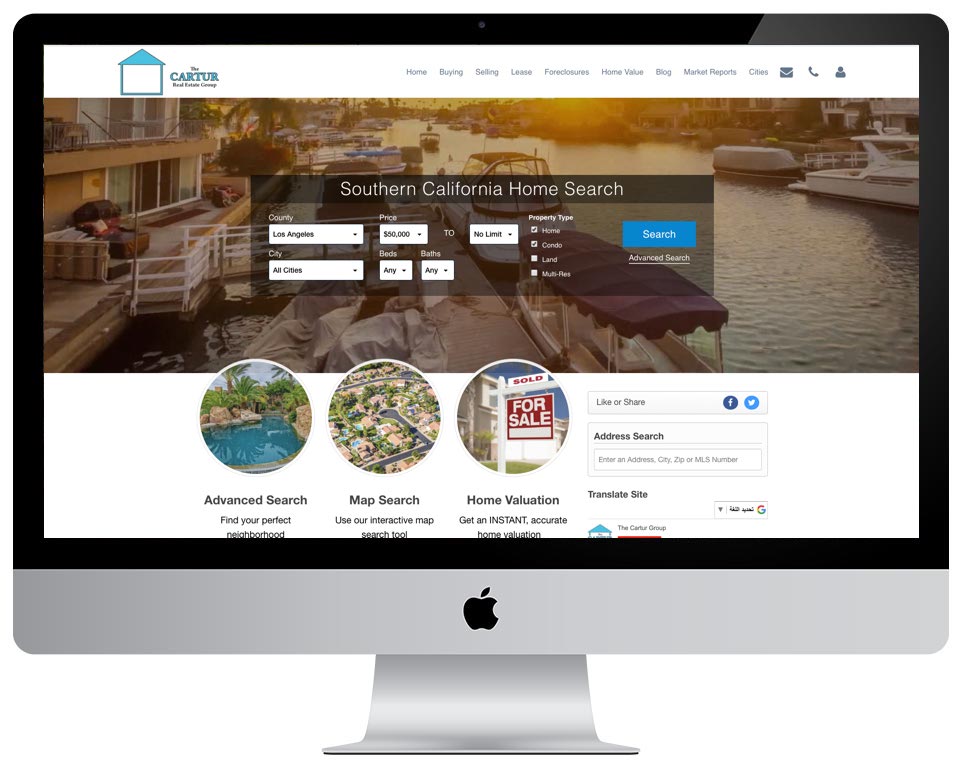 The
CARTUR
Real Estate Group
Home Buying Selling Lease Foreclosures Home Value Blog Market Reports Cities
Southern California Home Search
County Price
Los Angeles $50,000 TO No Limit
City Beds Baths
All Cities Any Any
Property Type
Home
Condo
Land
Multi-Res
Search
Advanced Search
SOLD
FOR
SALE
Advanced Search
Find your perfect
neighborhood
Map Search
Use our interactive map
search tool
Home Valuation
Get an INSTANT, accurate
home valuation
Like or Share
Address Search
Enter an Address, City, Zip or MLS Number
Translate Site
تحديد اللغة
The Cartur Group